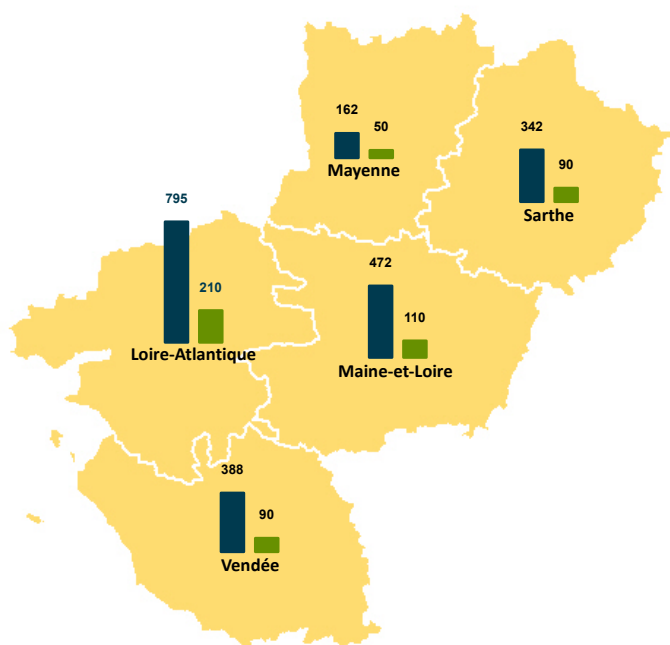 162
50
Mayenne
342
90
Sarthe
795
210
Loire-Atlantique
472
110
Maine-et-Loire
388
90
Vendée